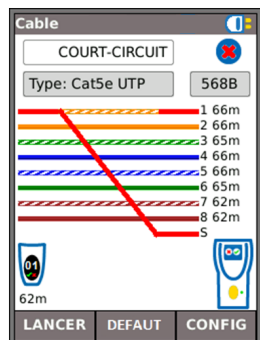 Cable
COURT-CIRCUIT
Type: Cat5e UTP 568B
1 66m
2 66m
3 65m
4 66m
5 66m
6 65m
7 62m
8 62m
S
01
62m
LANCER DEFAUT CONFIG